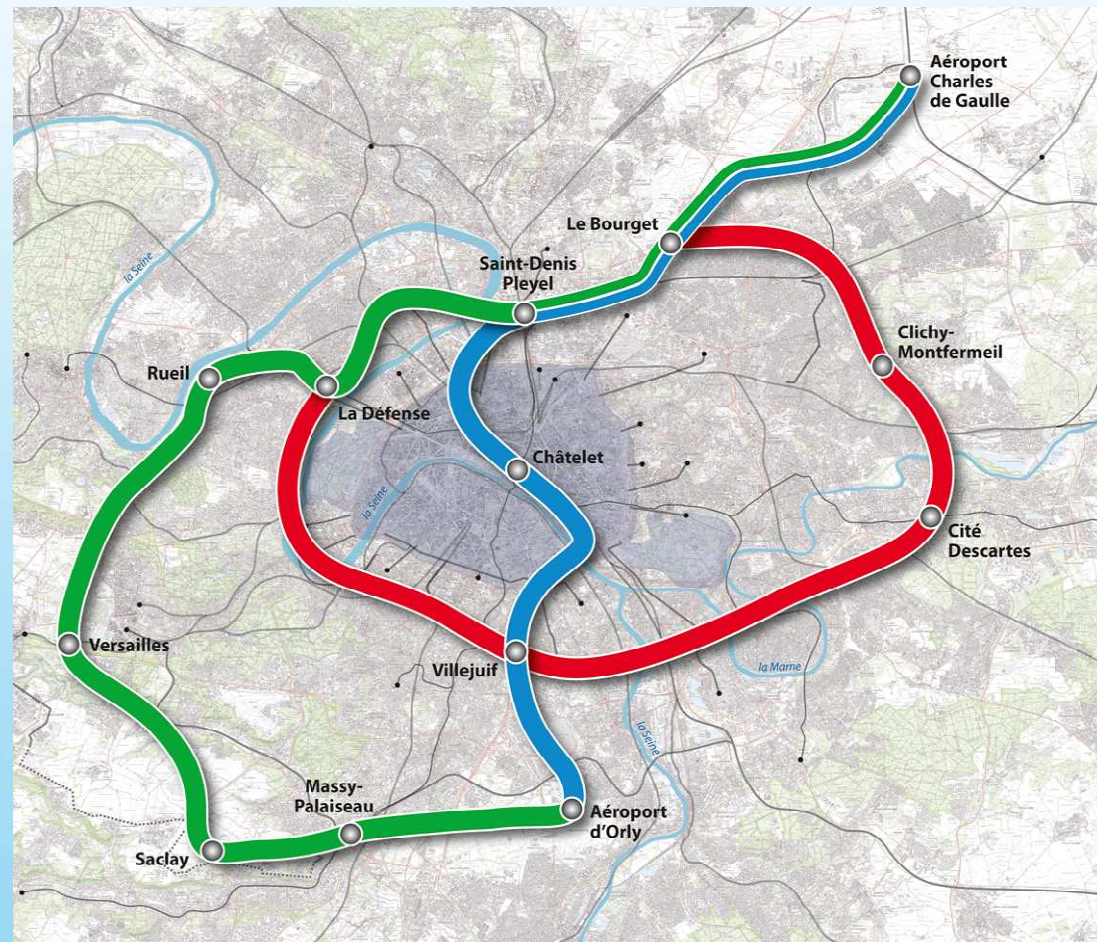 Aéroport
Charles
de Gaulle
Le Bourget
Saint-Denis
Pleyel
la Seine
Clichy-
Montfermeil
Rueil
La Défense
Châtelet
la Seine
Cité
Descartes
Versailles
Villejuif
la Marne
la Seine
Massy-
Palaiseau
Aéroport
d'Orly
Saclay